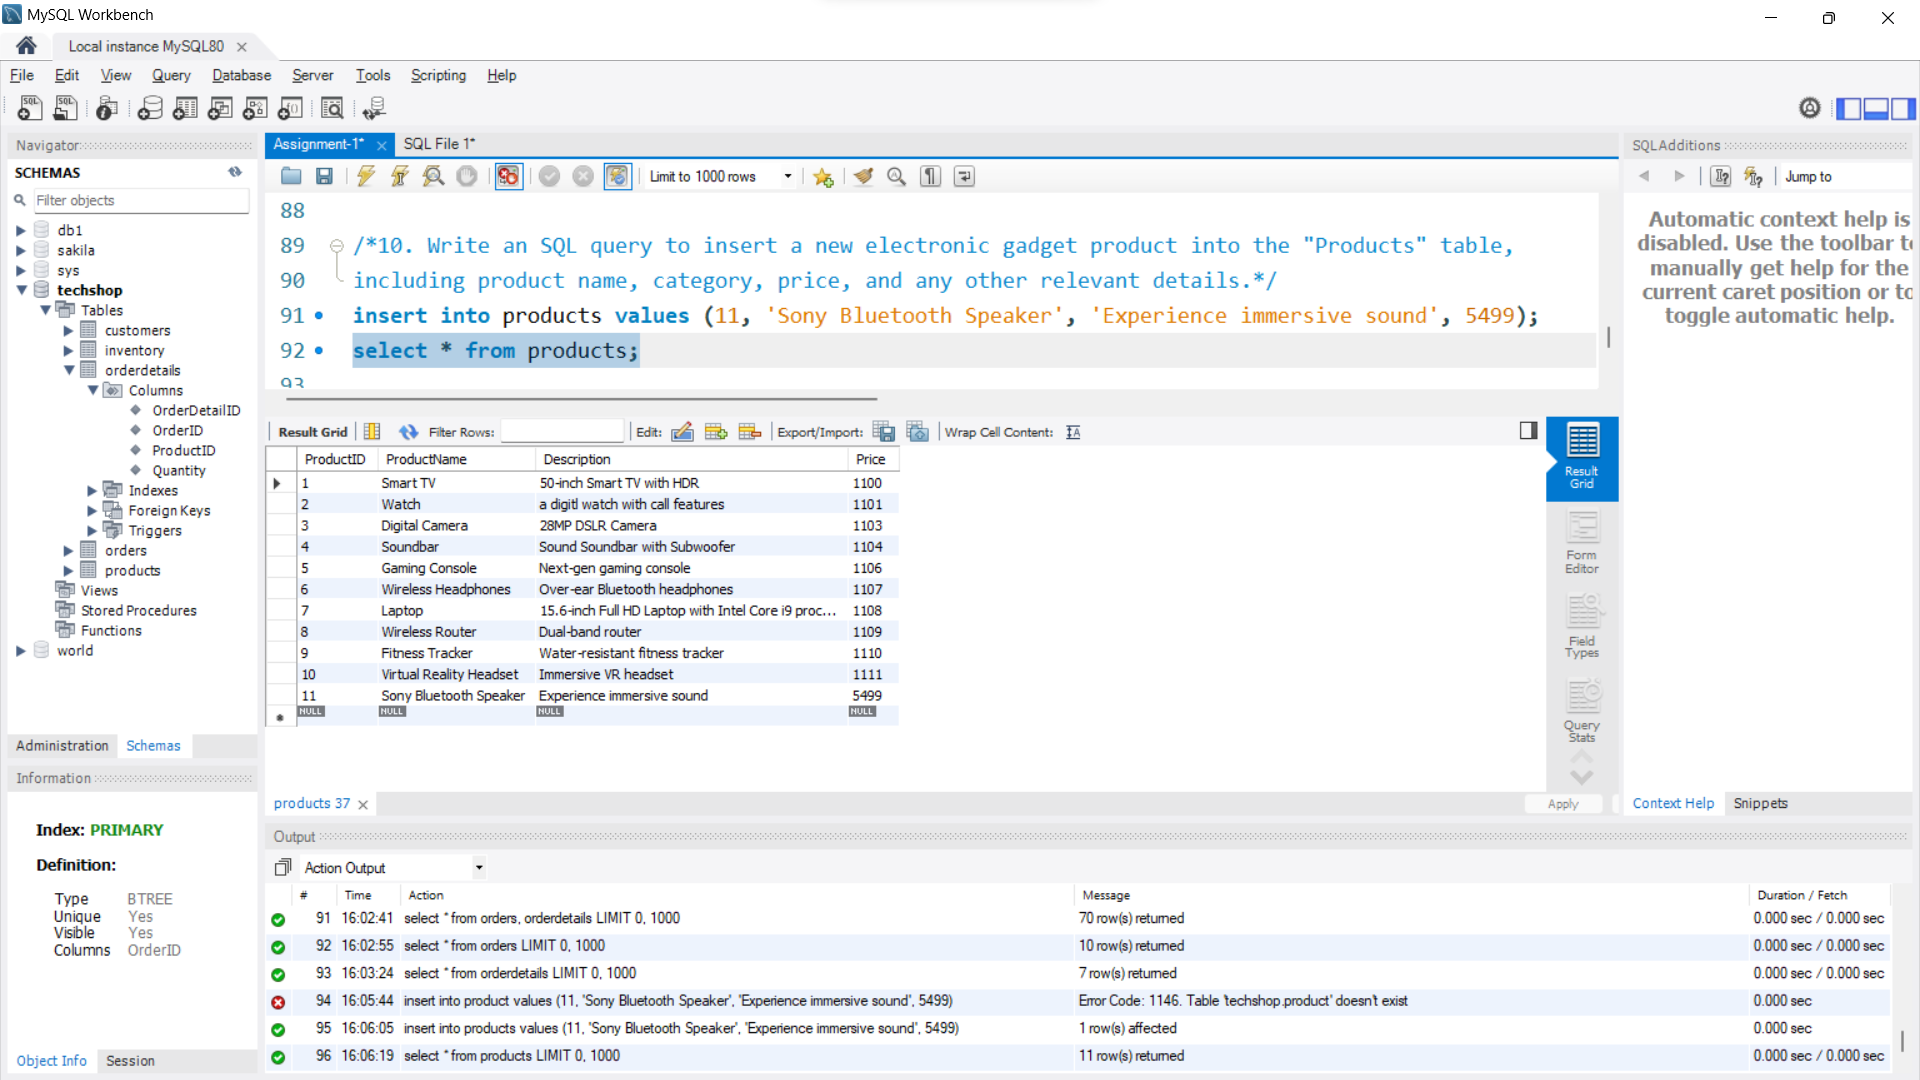 MySQL Workbench
Local instance MySQL80
File Edit View Query Database Server Tools Scripting Help
Navigator
SCHEMAS
Filter objects
db1
sakila
sys
techshop
Tables
customers
inventory
orderdetails
Columns
OrderDetailID
OrderID
ProductID
Quantity
Indexes
Foreign Keys
Triggers
orders
products
Views
Stored Procedures
Functions
world
Administration Schemas
Information
Index: PRIMARY
Definition:
Type BTREE
Unique Yes
Visible Yes
Columns OrderID
Object Info Session
Assignment-1* SQL File 1*
Limit to 1000 rows
88
89 /*10. Write an SQL query to insert a new electronic gadget product into the "Products" table,
90 including product name, category, price, and any other relevant details.*/
91 insert into products values (11, 'Sony Bluetooth Speaker', 'Experience immersive sound', 5499);
92 select * from products;
93
Result Grid Filter Rows: Edit: Export/Import: Wrap Cell Content:
ProductID ProductName Description Price
1 Smart TV 50-inch Smart TV with HDR 1100
2 Watch a digitl watch with call features 1101
3 Digital Camera 28MP DSLR Camera 1103
4 Soundbar Sound Soundbar with Subwoofer 1104
5 Gaming Console Next-gen gaming console 1106
6 Wireless Headphones Over-ear Bluetooth headphones 1107
7 Laptop 15.6-inch Full HD Laptop with Intel Core i9 proc... 1108
8 Wireless Router Dual-band router 1109
9 Fitness Tracker Water-resistant fitness tracker 1110
10 Virtual Reality Headset Immersive VR headset 1111
11 Sony Bluetooth Speaker Experience immersive sound 5499
NULL NULL NULL NULL
Result Grid
Form Editor
Field Types
Query Stats
products 37
Apply
SQLAdditions
Jump to
Automatic context help is
disabled. Use the toolbar to
manually get help for the
current caret position or to
toggle automatic help.
Context Help Snippets
Output
Action Output
# Time Action Message Duration / Fetch
91 16:02:41 select * from orders, orderdetails LIMIT 0, 1000 70 row(s) returned 0.000 sec / 0.000 sec
92 16:02:55 select * from orders LIMIT 0, 1000 10 row(s) returned 0.000 sec / 0.000 sec
93 16:03:24 select * from orderdetails LIMIT 0, 1000 7 row(s) returned 0.000 sec / 0.000 sec
94 16:05:44 insert into product values (11, 'Sony Bluetooth Speaker', 'Experience immersive sound', 5499) Error Code: 1146. Table 'techshop.product' doesn't exist 0.000 sec
95 16:06:05 insert into products values (11, 'Sony Bluetooth Speaker', 'Experience immersive sound', 5499) 1 row(s) affected 0.000 sec
96 16:06:19 select * from products LIMIT 0, 1000 11 row(s) returned 0.000 sec / 0.000 sec